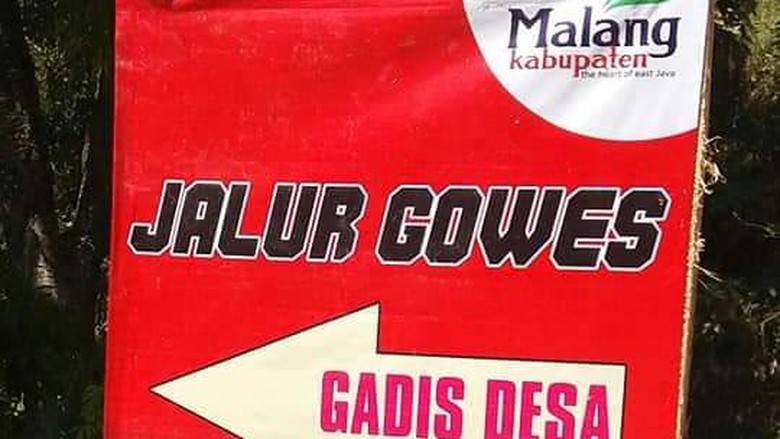 Malang
kabupaten
the heart of east Java
JALUR GOWES
GADIS DESA